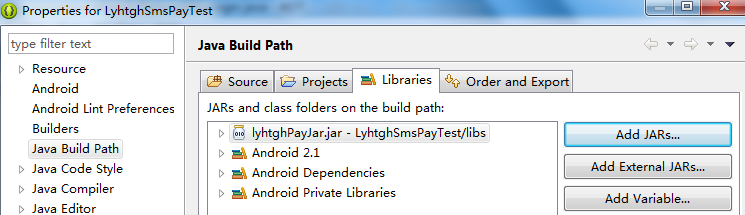 Properties for LyhtghSmsPayTest
type filter text
Resource
Android
Android Lint Preferences
Builders
Java Build Path
Java Code Style
Java Compiler
Java Editor
Java Build Path
Source
Projects
Libraries
Order and Export
JARs and class folders on the build path:
lyhtghPayJar.jar - LyhtghSmsPayTest/libs
Android 2.1
Android Dependencies
Android Private Libraries
Add JARs...
Add External JARs...
Add Variable...